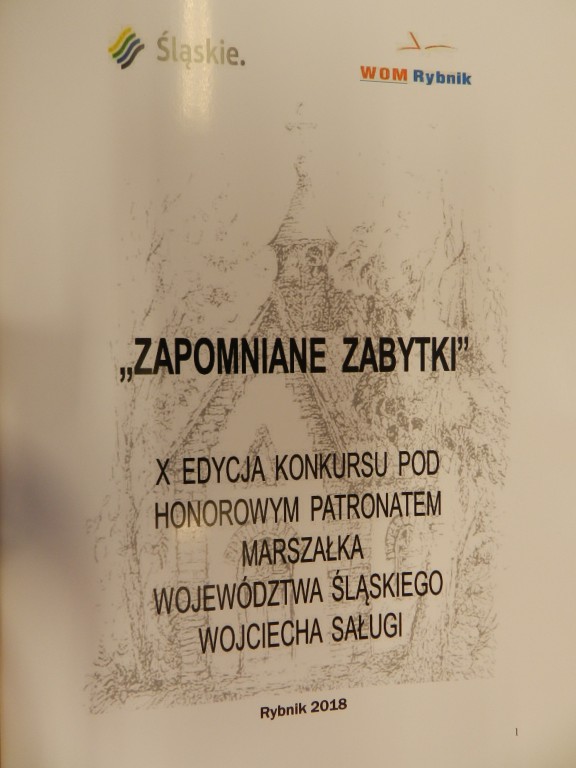 Śląskie.
WOM Rybnik
„ZAPOMNIANE ZABYTKI”
X EDYCJA KONKURSU POD
HONOROWYM PATRONATEM
MARSZAŁKA
WOJEWÓDZTWA ŚLĄSKIEGO
WOJCIECHA SAŁUGI
Rybnik 2018
1